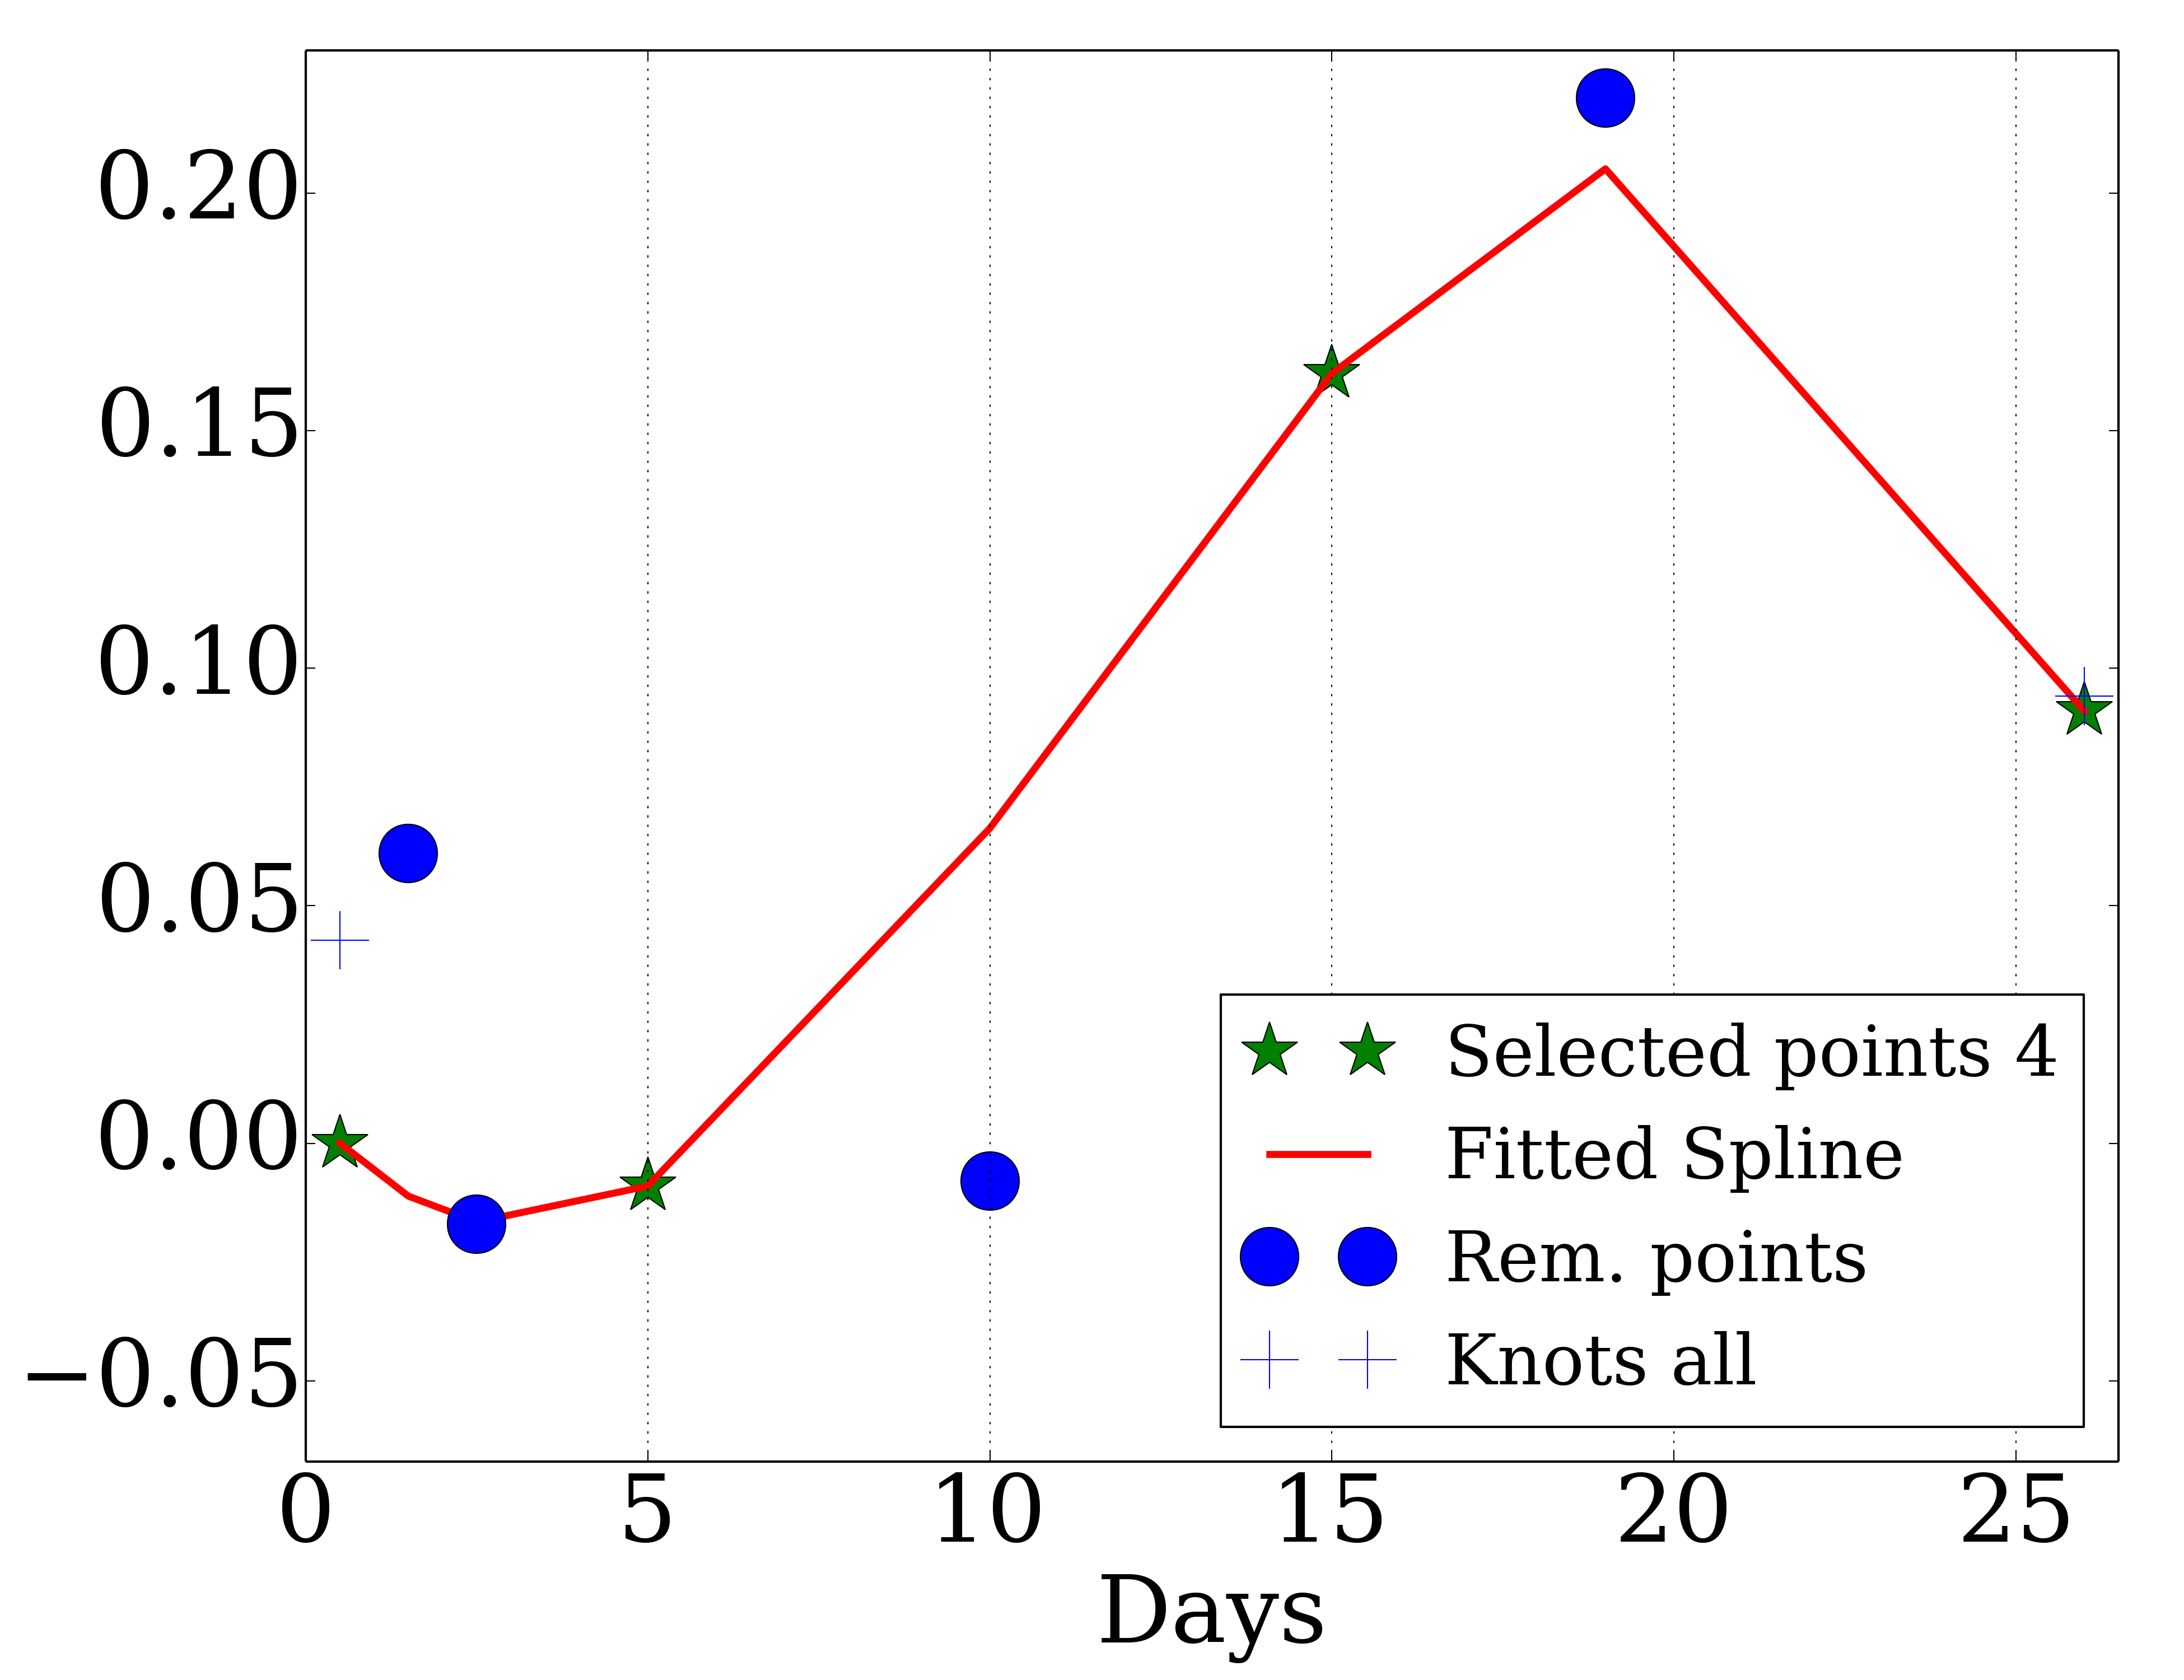 0.20
0.15
0.10
0.05
0.00
−0.05
0 5 10 15 20 25
Days
Selected points 4
Fitted Spline
Rem. points
Knots all